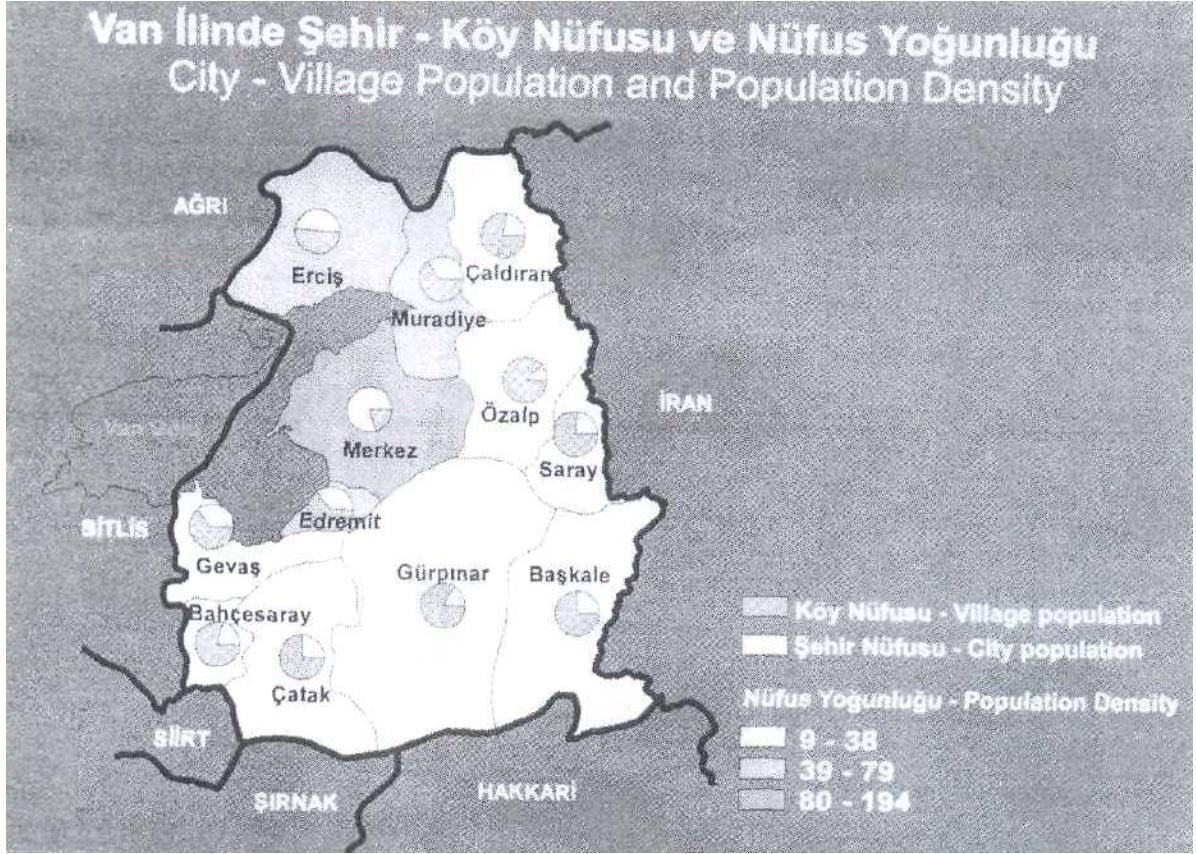 Van İlinde Şehir - Köy Nüfusu ve Nüfus Yoğunluğu
City - Village Population and Population Density
AĞRI
Erciş
Çaldıran
Muradiye
Özalp
İRAN
Van
Merkez
Saray
Edremit
BİTLİS
Gevaş
Gürpınar
Başkale
Bahçesaray
Çatak
SİİRT
ŞIRNAK
HAKKARİ
Köy Nüfusu - Village population
Şehir Nüfusu - City population
Nüfus Yoğunluğu - Population Density
9 - 38
39 - 79
80 - 194